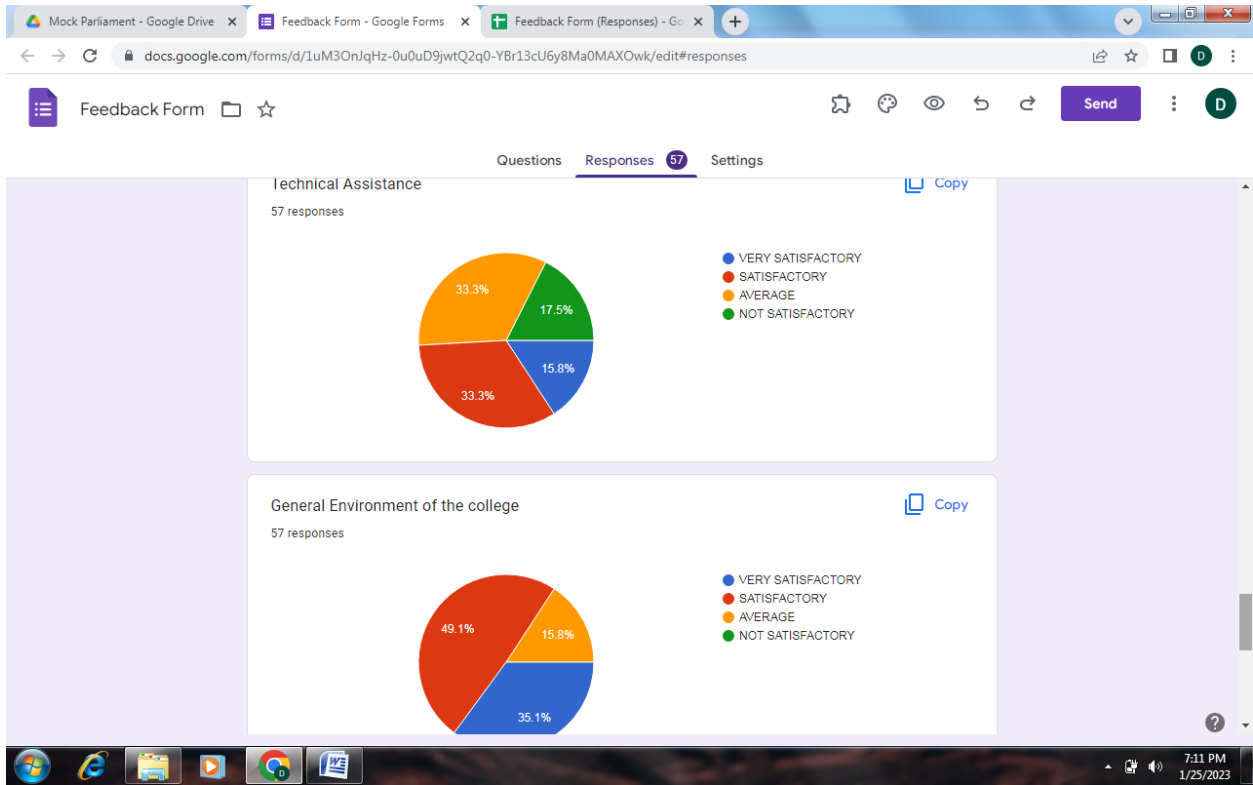 Mock Parliament - Google Drive
Feedback Form - Google Forms
Feedback Form (Responses) - Go
docs.google.com/forms/d/1uM3OnJqHz-0u0uD9jwtQ2q0-YBr13cU6y8Ma0MAXOwk/edit#responses
D
Feedback Form
Send
D
Questions Responses 57 Settings
Technical Assistance
Copy
57 responses
VERY SATISFACTORY
SATISFACTORY
AVERAGE
NOT SATISFACTORY
33.3%
17.5%
15.8%
33.3%
General Environment of the college
Copy
57 responses
VERY SATISFACTORY
SATISFACTORY
AVERAGE
NOT SATISFACTORY
49.1%
15.8%
35.1%
7:11 PM
1/25/2023